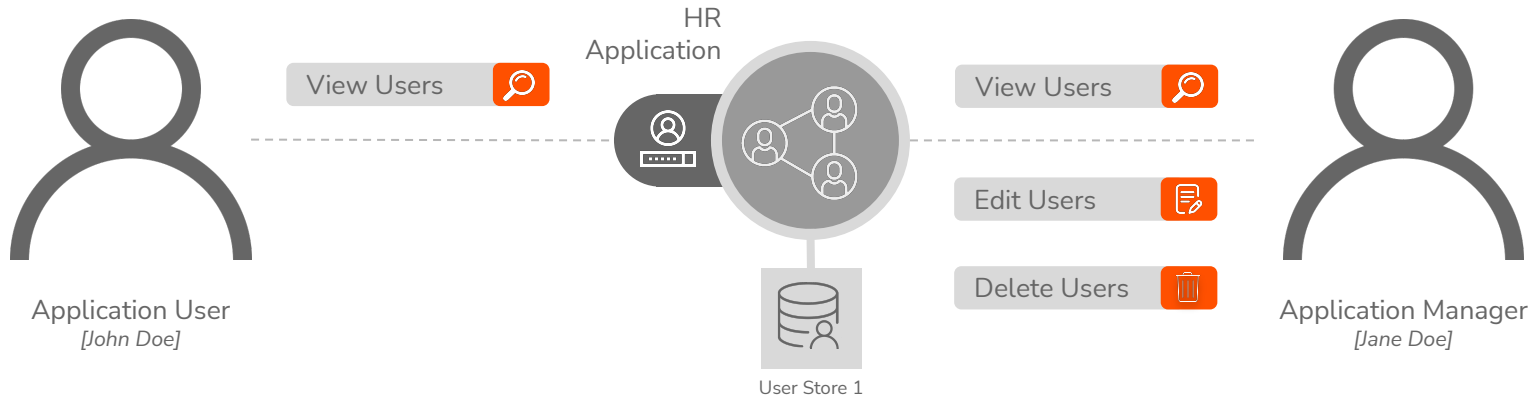 HR
Application
View Users
View Users
Edit Users
Delete Users
Application User
[John Doe]
Application Manager
[Jane Doe]
User Store 1